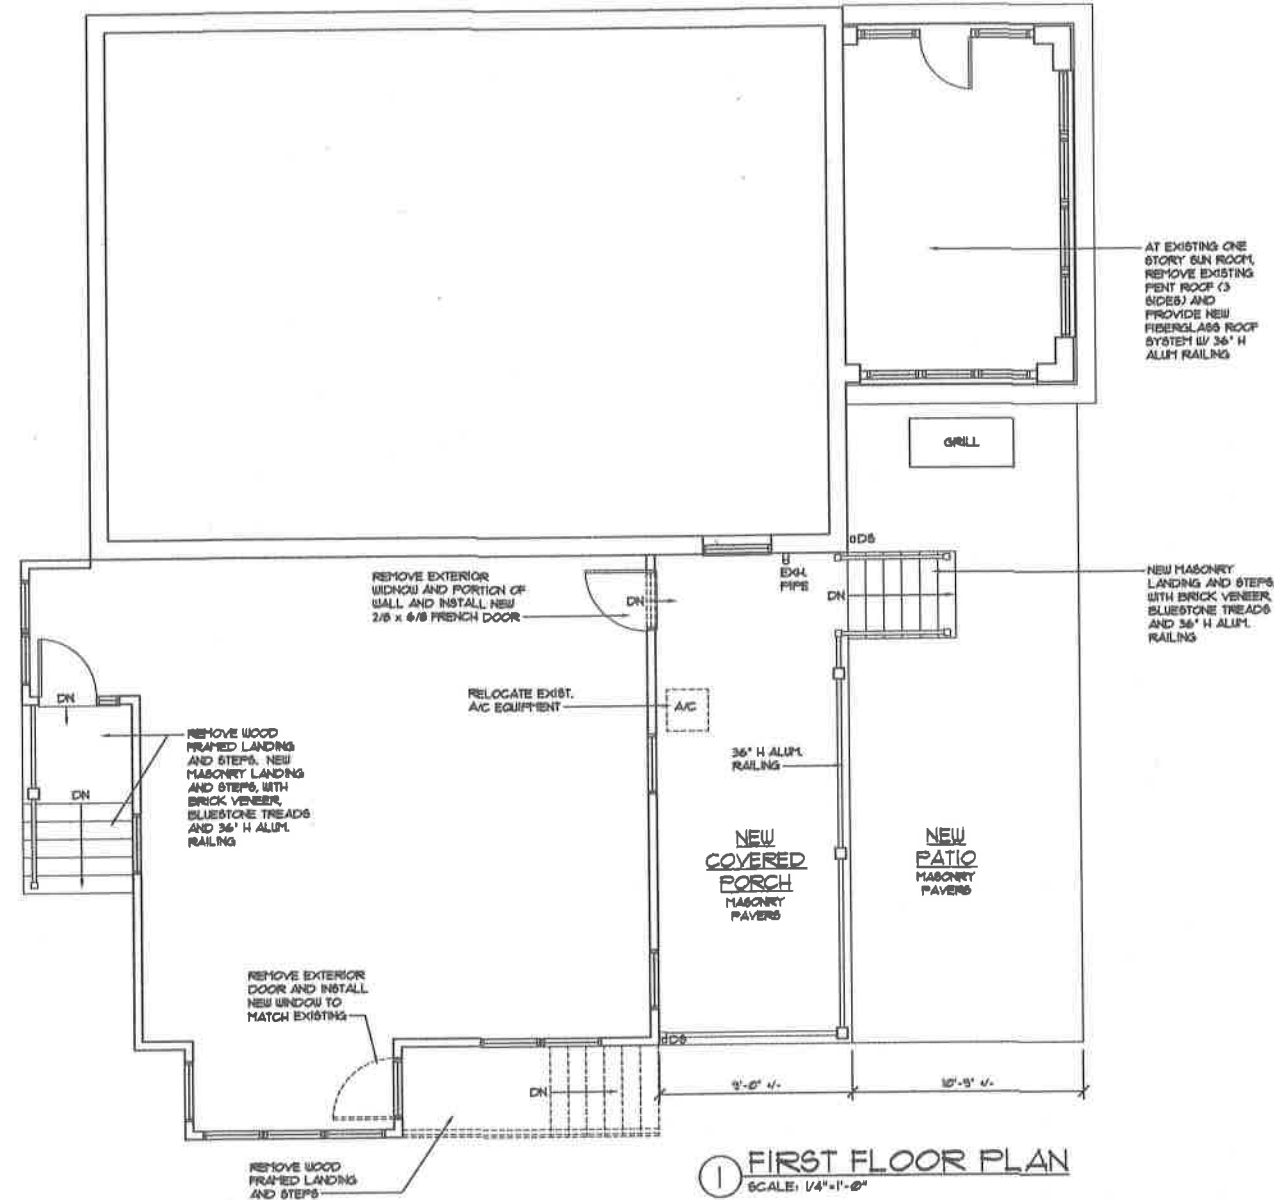 AT EXISTING ONE
STORY SUN ROOM,
REMOVE EXISTING
PENT ROOF (3
SIDES) AND
PROVIDE NEW
FIBERGLASS ROOF
SYSTEM W/ 36" H
ALUM RAILING
GRILL
DS
EXH.
PIPE
REMOVE EXTERIOR
WIDNOW AND PORTION OF
WALL AND INSTALL NEW
2/8 x 6/8 FRENCH DOOR
DN
DN
NEW MASONRY
LANDING AND STEPS
WITH BRICK VENEER,
BLUESTONE TREADS
AND 36" H ALUM.
RAILING
DN
RELOCATE EXIST.
A/C EQUIPMENT
A/C
REMOVE WOOD
FRAMED LANDING
AND STEPS. NEW
MASONRY LANDING
AND STEPS, WITH
BRICK VENEER,
BLUESTONE TREADS
AND 36" H ALUM.
RAILING
DN
36" H ALUM.
RAILING
NEW
COVERED
PORCH
MASONRY
PAVERS
NEW
PATIO
MASONRY
PAVERS
REMOVE EXTERIOR
DOOR AND INSTALL
NEW WINDOW TO
MATCH EXISTING
DS
DN
9'-0" +/-
10'-9" +/-
REMOVE WOOD
FRAMED LANDING
AND STEPS
1
FIRST FLOOR PLAN
SCALE: 1/4"=1'-0"